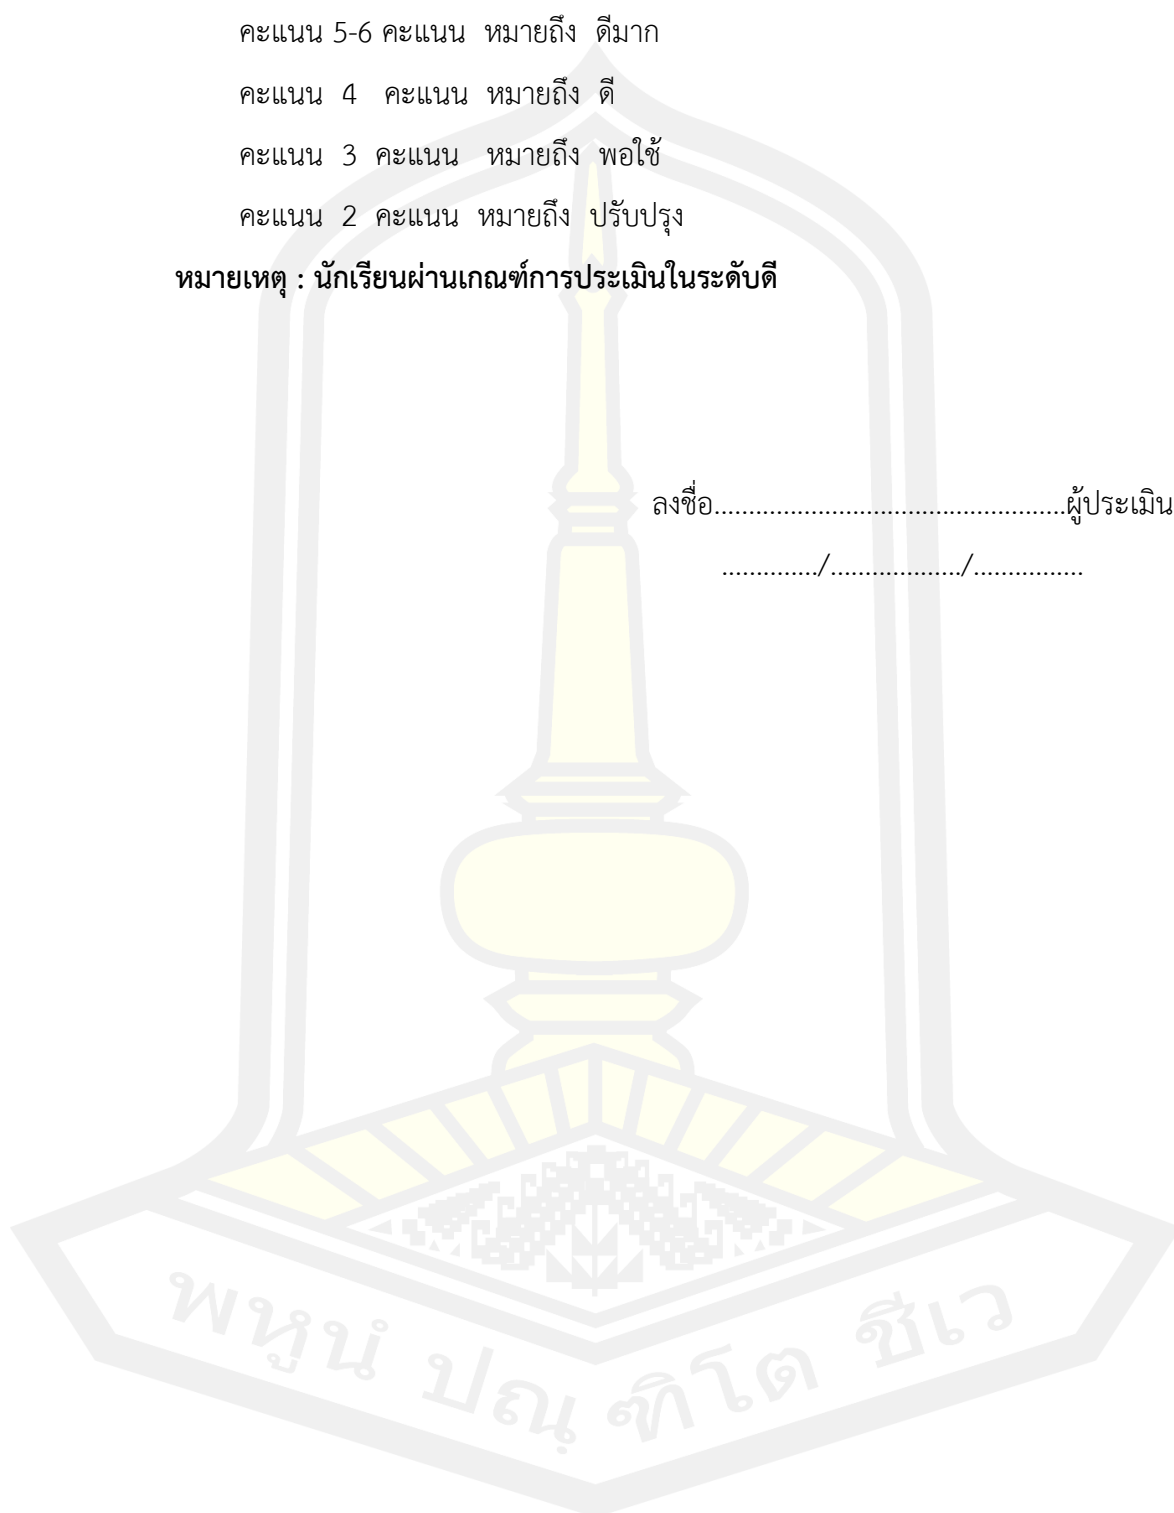 คะแนน 5-6 คะแนน หมายถึง ดีมาก
คะแนน 4 คะแนน หมายถึง ดี
คะแนน 3 คะแนน หมายถึง พอใช้
คะแนน 2 คะแนน หมายถึง ปรับปรุง
หมายเหตุ : นักเรียนผ่านเกณฑ์การประเมินในระดับดี
ลงชื่อ...................................................ผู้ประเมิน
............../.................../................
พหูนํ ปณฺฑิโต ชีเว